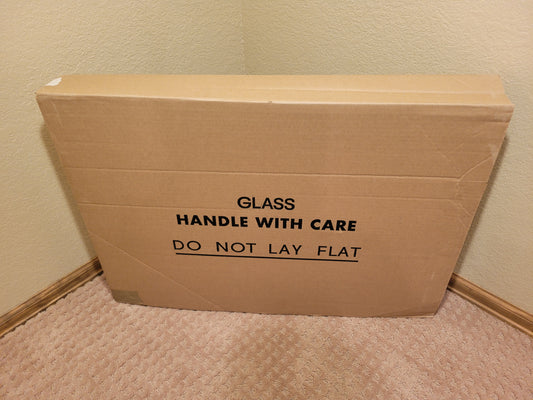 GLASS
HANDLE WITH CARE
DO NOT LAY FLAT